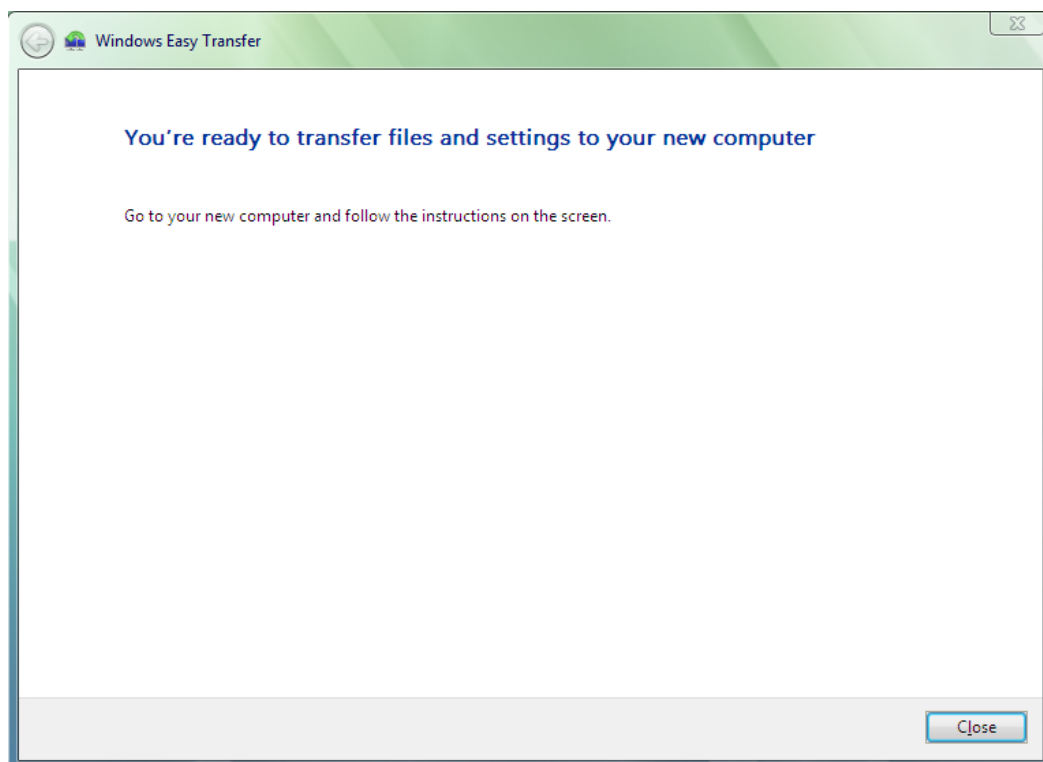 Windows Easy Transfer
You're ready to transfer files and settings to your new computer
Go to your new computer and follow the instructions on the screen.
Close